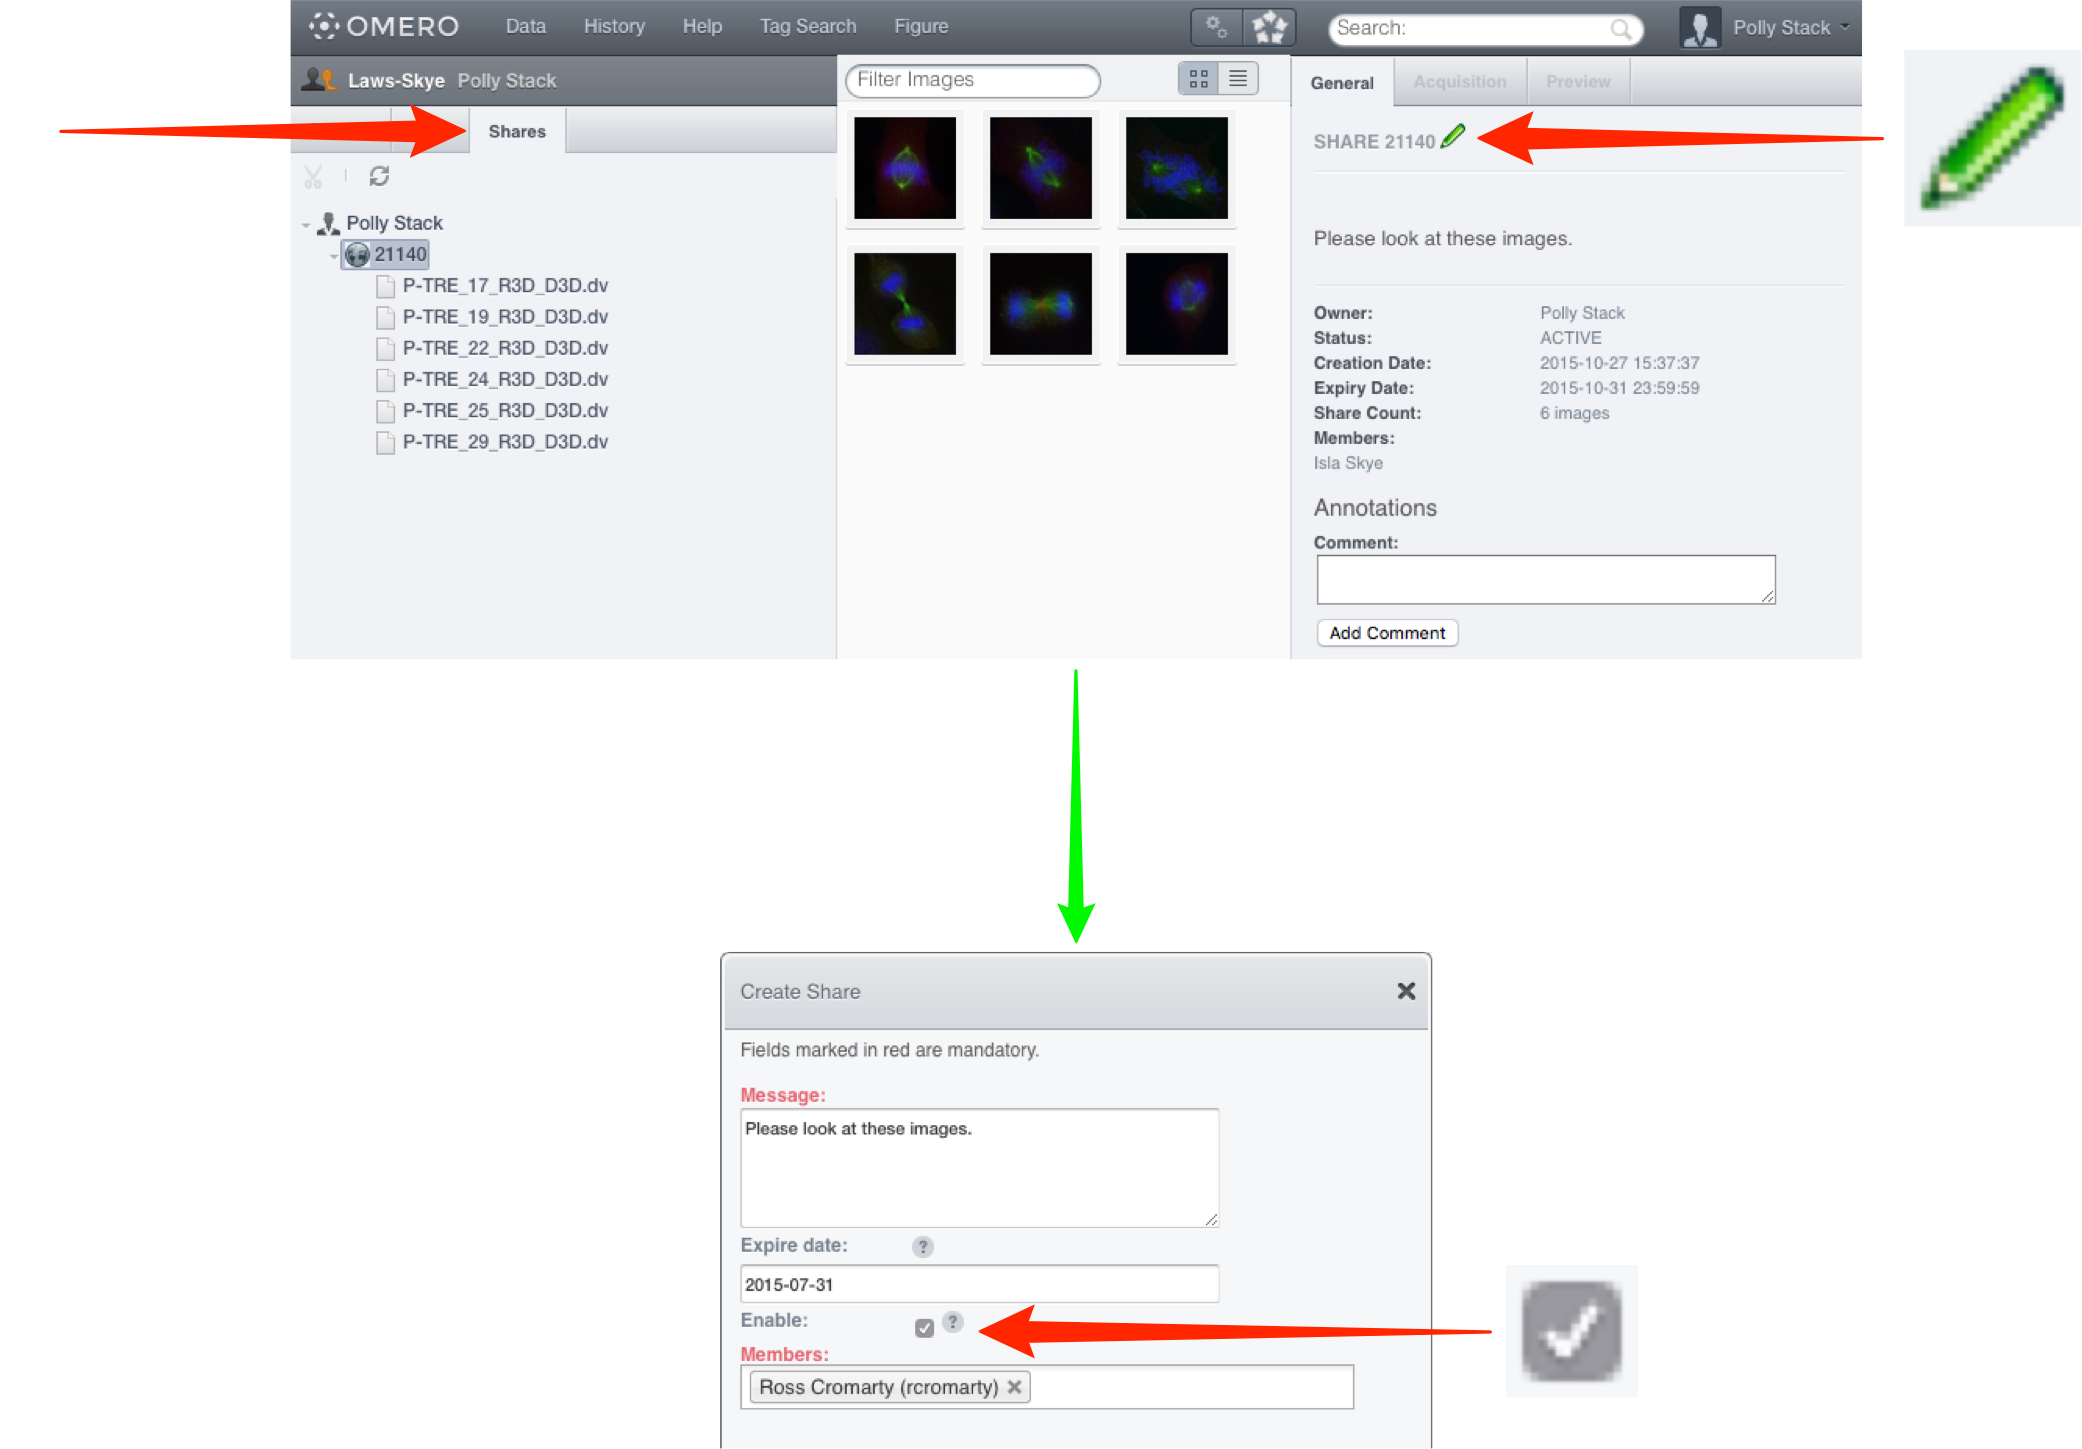 OMERO Data History Help Tag Search Figure Search: Polly Stack
Laws-Skye Polly Stack
Filter Images
General Acquisition Preview
Shares
SHARE 21140
Polly Stack
21140
P-TRE_17_R3D_D3D.dv
P-TRE_19_R3D_D3D.dv
P-TRE_22_R3D_D3D.dv
P-TRE_24_R3D_D3D.dv
P-TRE_25_R3D_D3D.dv
P-TRE_29_R3D_D3D.dv
Please look at these images.
Owner: Polly Stack
Status: ACTIVE
Creation Date: 2015-10-27 15:37:37
Expiry Date: 2015-10-31 23:59:59
Share Count: 6 images
Members:
Isla Skye
Annotations
Comment:
Add Comment
Create Share
Fields marked in red are mandatory.
Message:
Please look at these images.
Expire date: ?
2015-07-31
Enable: ?
Members:
Ross Cromarty (rcromarty)